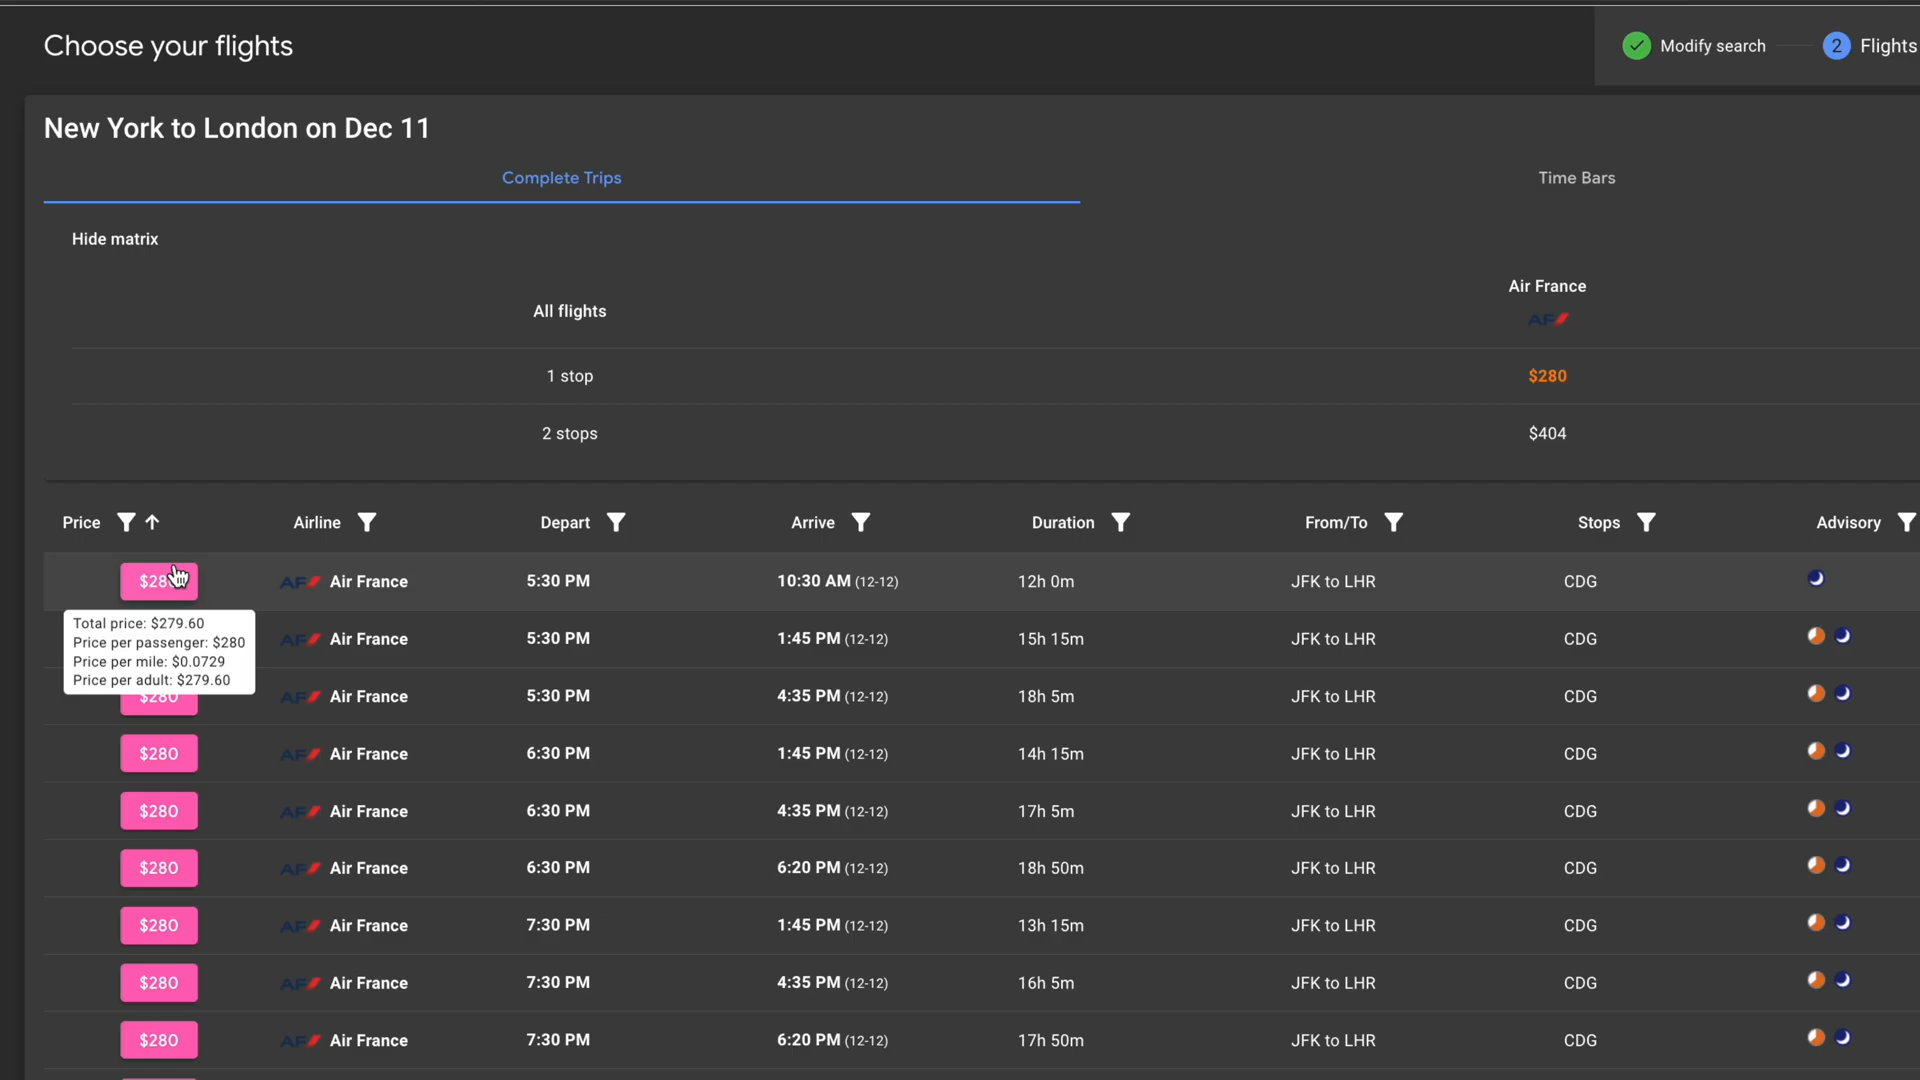 Choose your flights
Modify search
2 Flights
New York to London on Dec 11
Complete Trips
Time Bars
Hide matrix
All flights
Air France
AF
1 stop $280
2 stops $404
Price Airline Depart Arrive Duration From/To Stops Advisory
$28 AF Air France 5:30 PM 10:30 AM (12-12) 12h 0m JFK to LHR CDG
Total price: $279.60
Price per passenger: $280
Price per mile: $0.0729
Price per adult: $279.60
AF Air France 5:30 PM 1:45 PM (12-12) 15h 15m JFK to LHR CDG
$280 AF Air France 5:30 PM 4:35 PM (12-12) 18h 5m JFK to LHR CDG
$280 AF Air France 6:30 PM 1:45 PM (12-12) 14h 15m JFK to LHR CDG
$280 AF Air France 6:30 PM 4:35 PM (12-12) 17h 5m JFK to LHR CDG
$280 AF Air France 6:30 PM 6:20 PM (12-12) 18h 50m JFK to LHR CDG
$280 AF Air France 7:30 PM 1:45 PM (12-12) 13h 15m JFK to LHR CDG
$280 AF Air France 7:30 PM 4:35 PM (12-12) 16h 5m JFK to LHR CDG
$280 AF Air France 7:30 PM 6:20 PM (12-12) 17h 50m JFK to LHR CDG